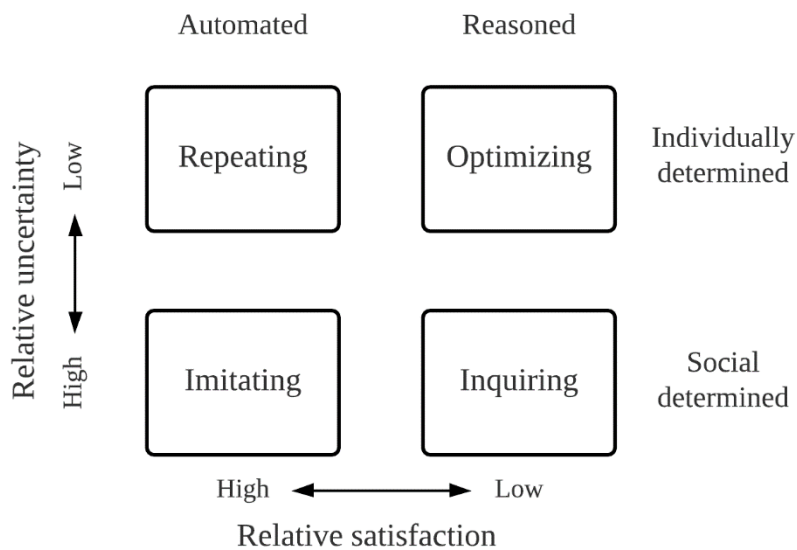 Automated Reasoned
Repeating Optimizing
Individually
determined
Relative uncertainty
Low
High
Imitating Inquiring
Social
determined
High Low
Relative satisfaction